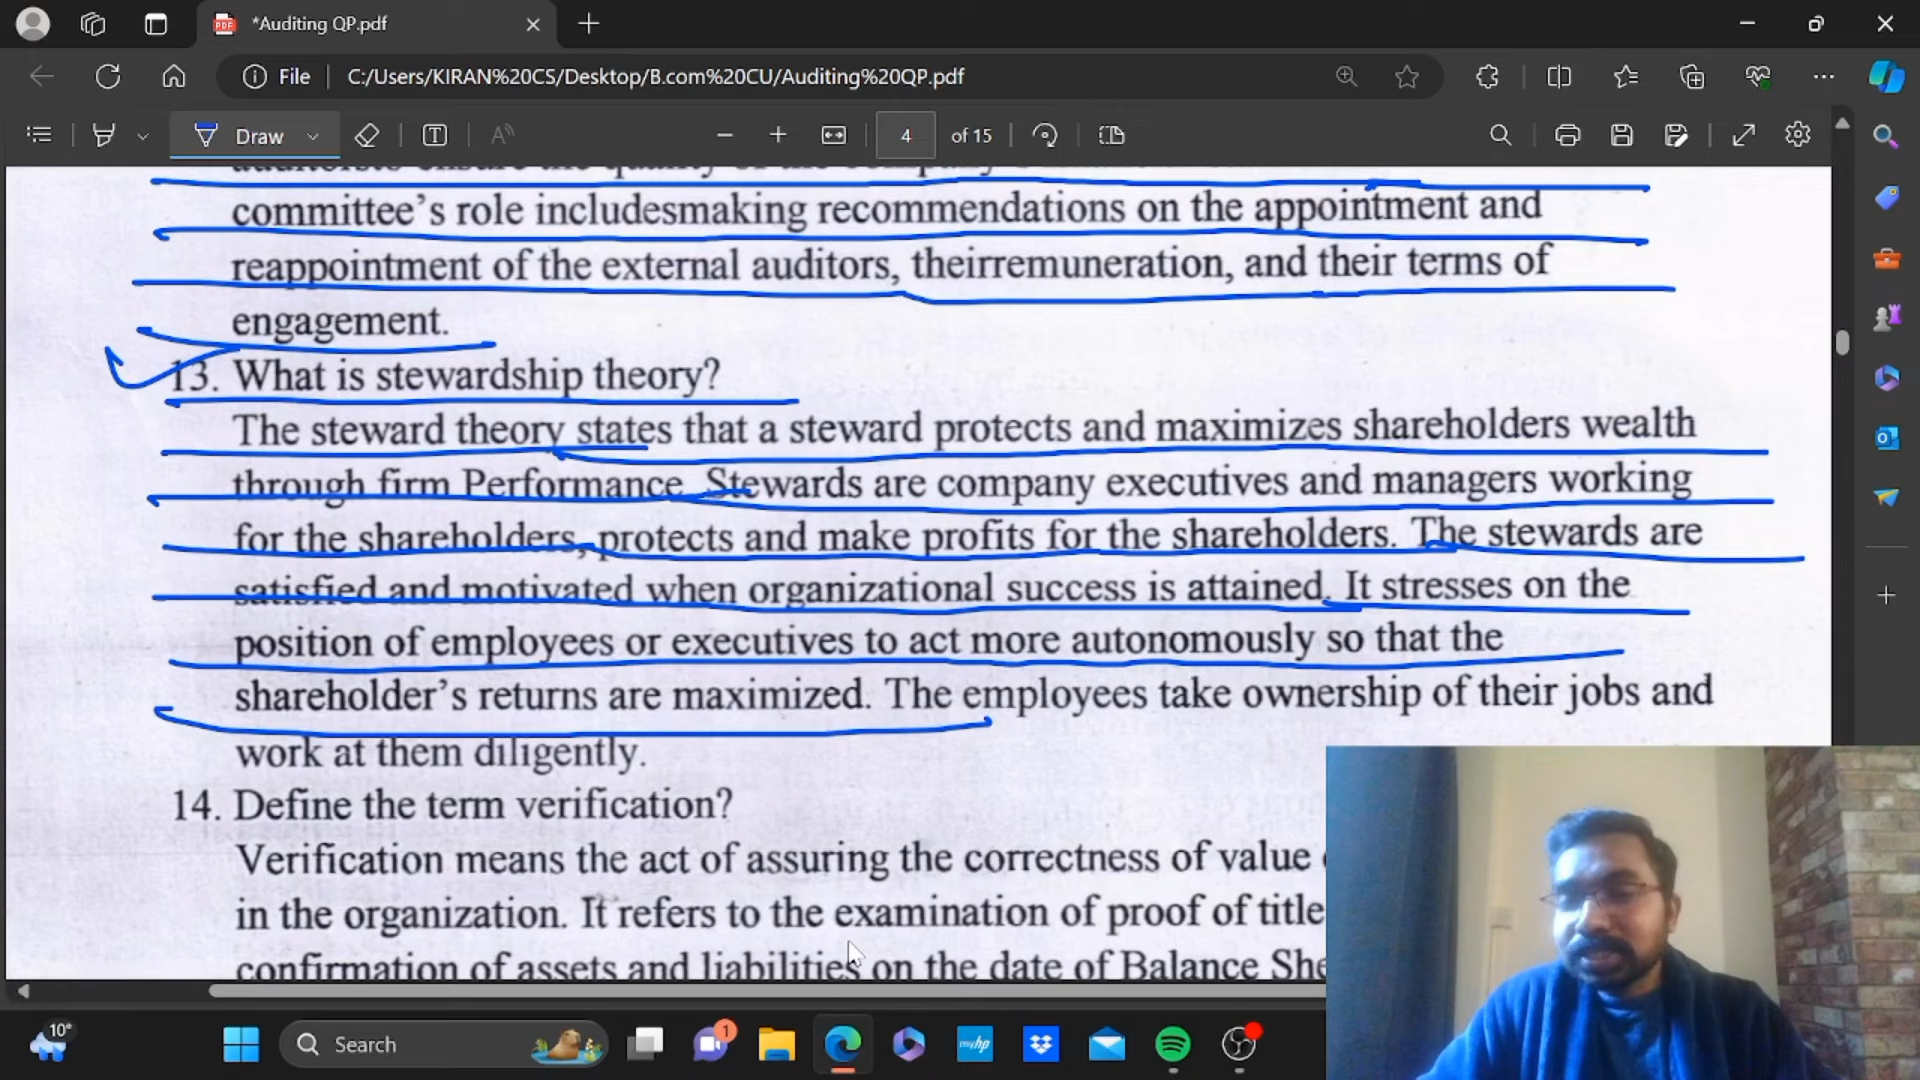 *Auditing QP.pdf
File
C:/Users/KIRAN%20CS/Desktop/B.com%20CU/Auditing%20QP.pdf
Draw
4 of 15
committee's role includesmaking recommendations on the appointment and
reappointment of the external auditors, theirremuneration, and their terms of
engagement.
13. What is stewardship theory?
The steward theory states that a steward protects and maximizes shareholders wealth
through firm Performance. Stewards are company executives and managers working
for the shareholders, protects and make profits for the shareholders. The stewards are
satisfied and motivated when organizational success is attained. It stresses on the
position of employees or executives to act more autonomously so that the
shareholder's returns are maximized. The employees take ownership of their jobs and
work at them diligently.
14. Define the term verification?
Verification means the act of assuring the correctness of value
in the organization. It refers to the examination of proof of title
confirmation of assets and liabilities on the date of Balance She
10°
Search
1
myhp